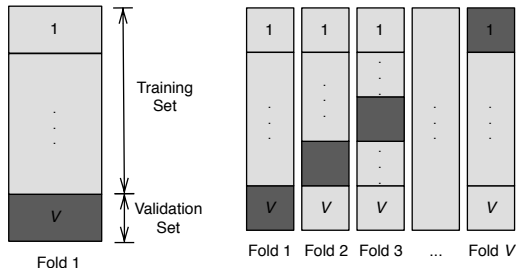 1
.
.
.
V
Training
Set
Validation
Set
Fold 1
1 1 1 1
. . . .
. . . .
. . . .
.
.
.
V V V V
Fold 1 Fold 2 Fold 3 ... Fold V